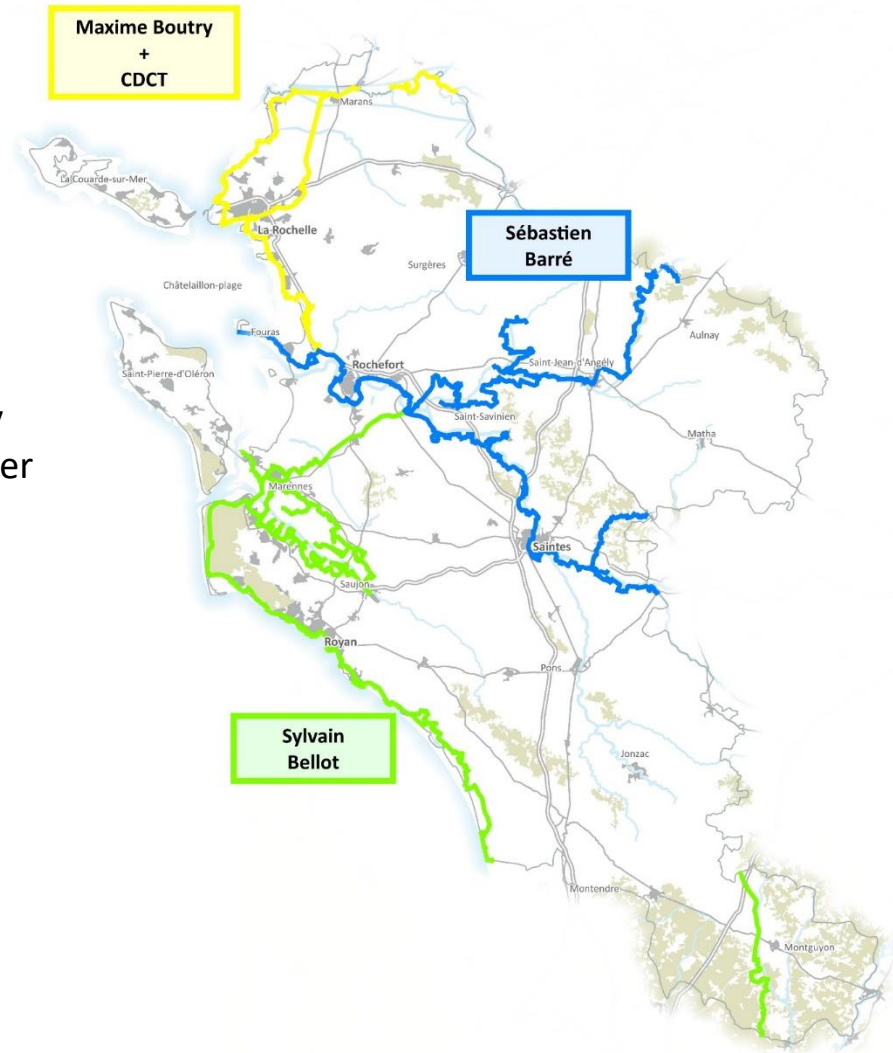 Maxime Boutry
+
CDCT
Marans
La Couarde-sur-Mer
La Rochelle
Sébastien
Barré
Surgères
Châtelaillon-plage
Aulnay
Fouras
Rochefort
Saint-Jean-d'Angély
Saint-Pierre-d'Oléron
Saint-Savinien
Matha
er
Marennes
Saintes
Saujon
Royan
Pons
Sylvain
Bellot
Jonzac
Montendre
Montguyon